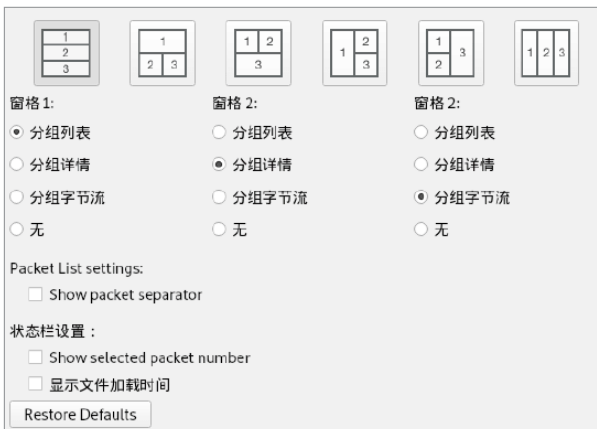 1 2 3 1 2 3 1 2 3 1 2 3 1 2 3 1 2 3
窗格 1: 窗格 2: 窗格 2:
分组列表 分组列表 分组列表
分组详情 分组详情 分组详情
分组字节流 分组字节流 分组字节流
无 无 无
Packet List settings:
Show packet separator
状态栏设置：
Show selected packet number
显示文件加载时间
Restore Defaults